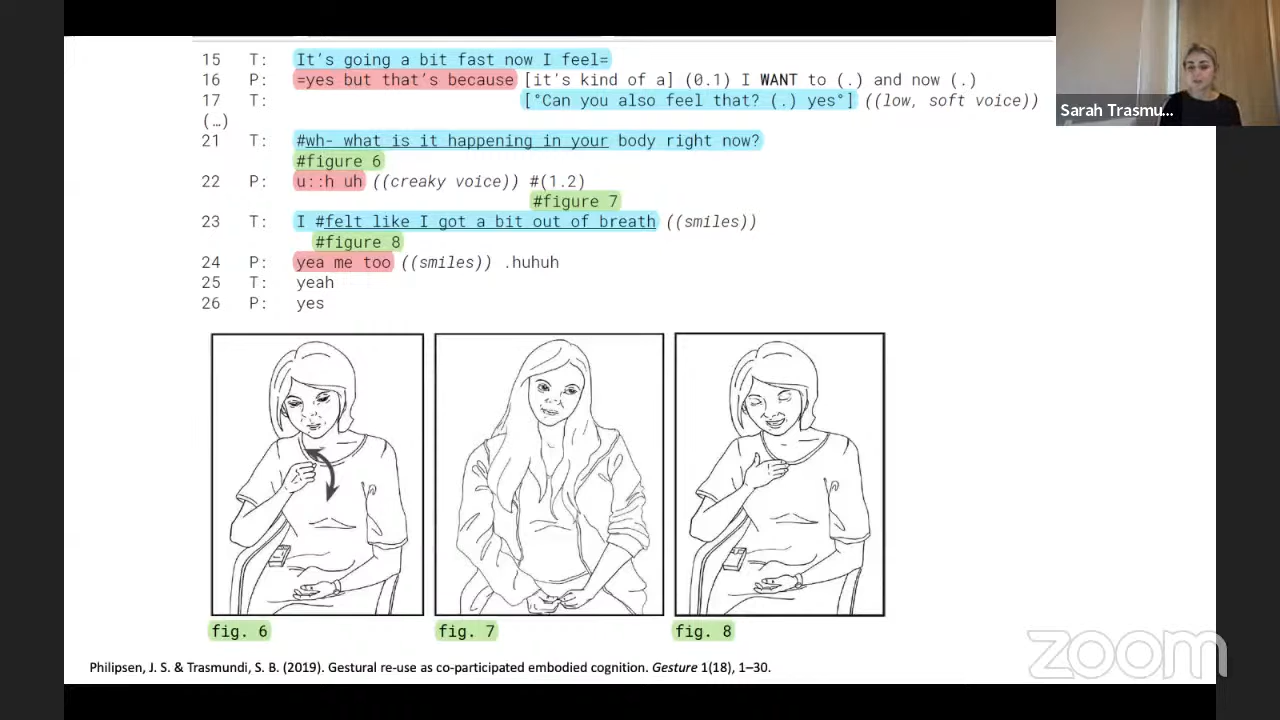 15 T: It's going a bit fast now I feel=
16 P: =yes but that's because [it's kind of a] (0.1) I WANT to (.) and now (.)
17 T: [°Can you also feel that? (.) yes°] ((low, soft voice))
(…)
21 T: #wh- what is it happening in your body right now?
#figure 6
22 P: u::h uh ((creaky voice)) #(1.2)
#figure 7
23 T: I #felt like I got a bit out of breath ((smiles))
#figure 8
24 P: yea me too ((smiles)) .huhuh
25 T: yeah
26 P: yes
fig. 6 fig. 7 fig. 8
Philipsen, J. S. & Trasmundi, S. B. (2019). Gestural re-use as co-participated embodied cognition. Gesture 1(18), 1–30.
Sarah Trasmu...
zoom